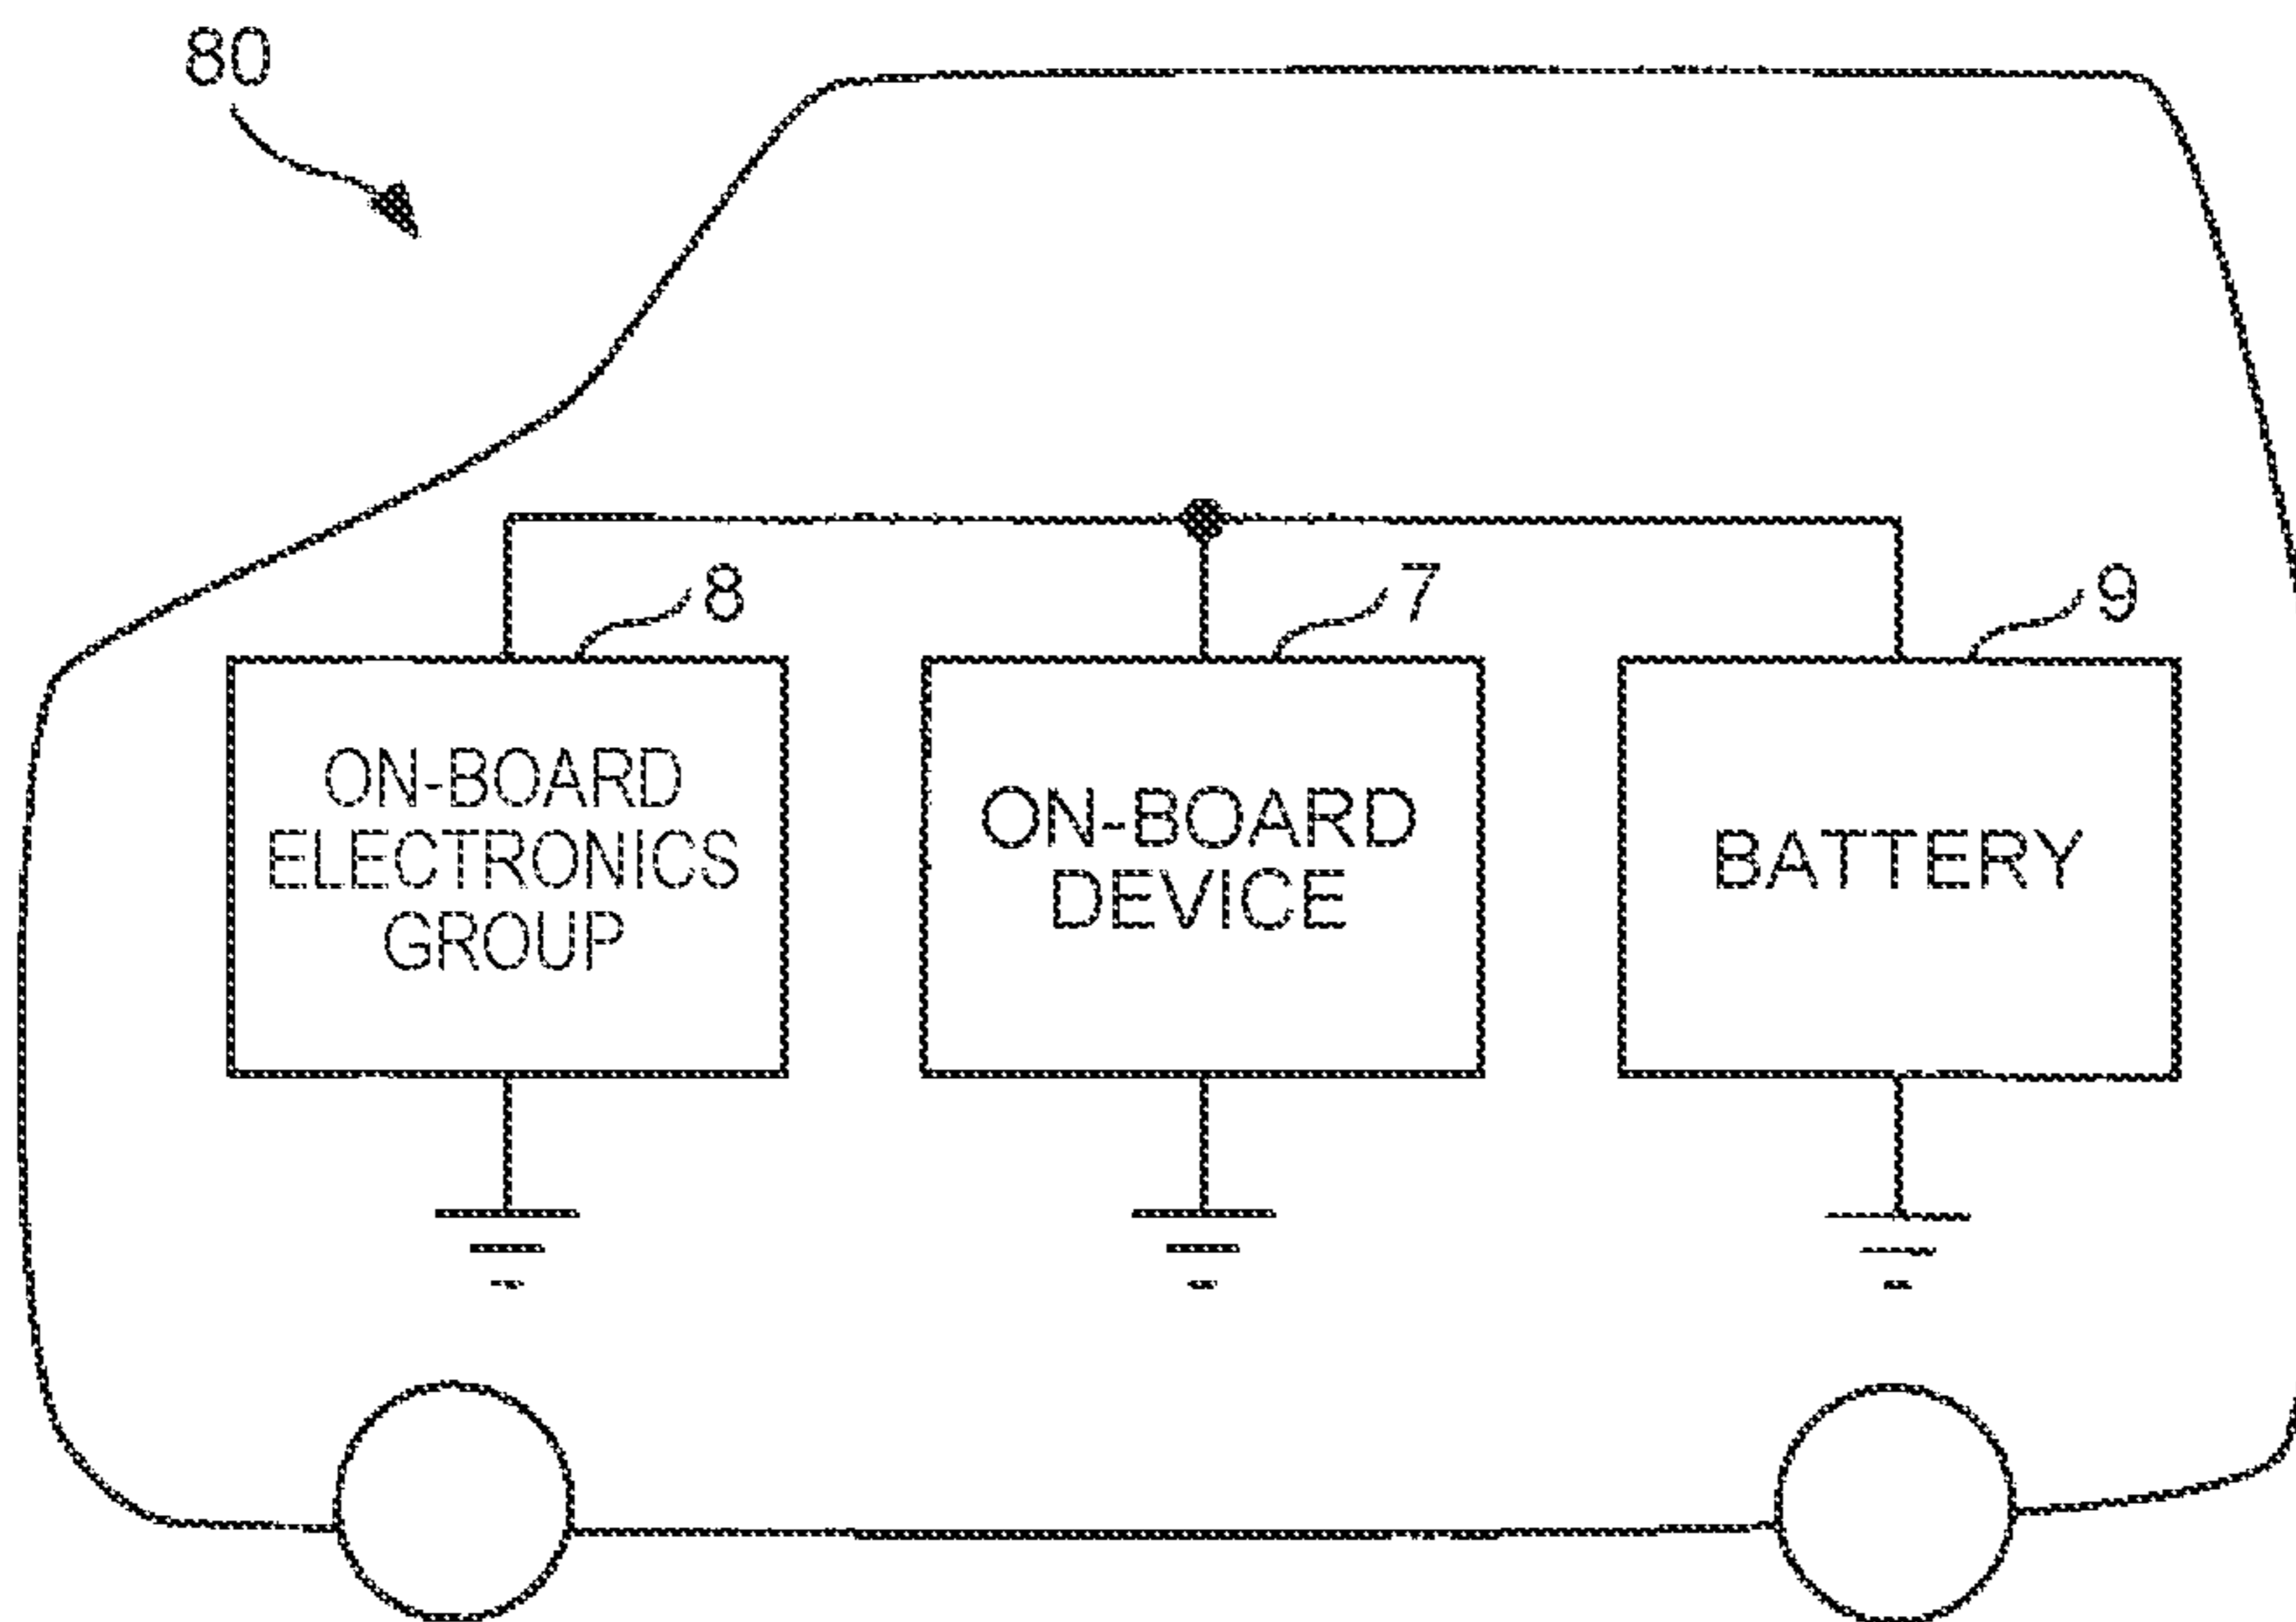 80
8
7
9
ON-BOARD
ELECTRONICS
GROUP
ON-BOARD
DEVICE
BATTERY